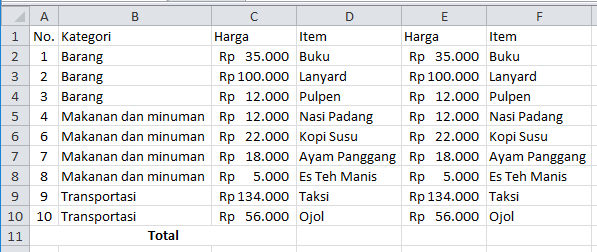 A B C D E F
1 No. Kategori Harga Item Harga Item
2 1 Barang Rp 35.000 Buku Rp 35.000 Buku
3 2 Barang Rp 100.000 Lanyard Rp 100.000 Lanyard
4 3 Barang Rp 12.000 Pulpen Rp 12.000 Pulpen
5 4 Makanan dan minuman Rp 12.000 Nasi Padang Rp 12.000 Nasi Padang
6 6 Makanan dan minuman Rp 22.000 Kopi Susu Rp 22.000 Kopi Susu
7 7 Makanan dan minuman Rp 18.000 Ayam Panggang Rp 18.000 Ayam Panggang
8 8 Makanan dan minuman Rp 5.000 Es Teh Manis Rp 5.000 Es Teh Manis
9 9 Transportasi Rp 134.000 Taksi Rp 134.000 Taksi
10 10 Transportasi Rp 56.000 Ojol Rp 56.000 Ojol
11 Total